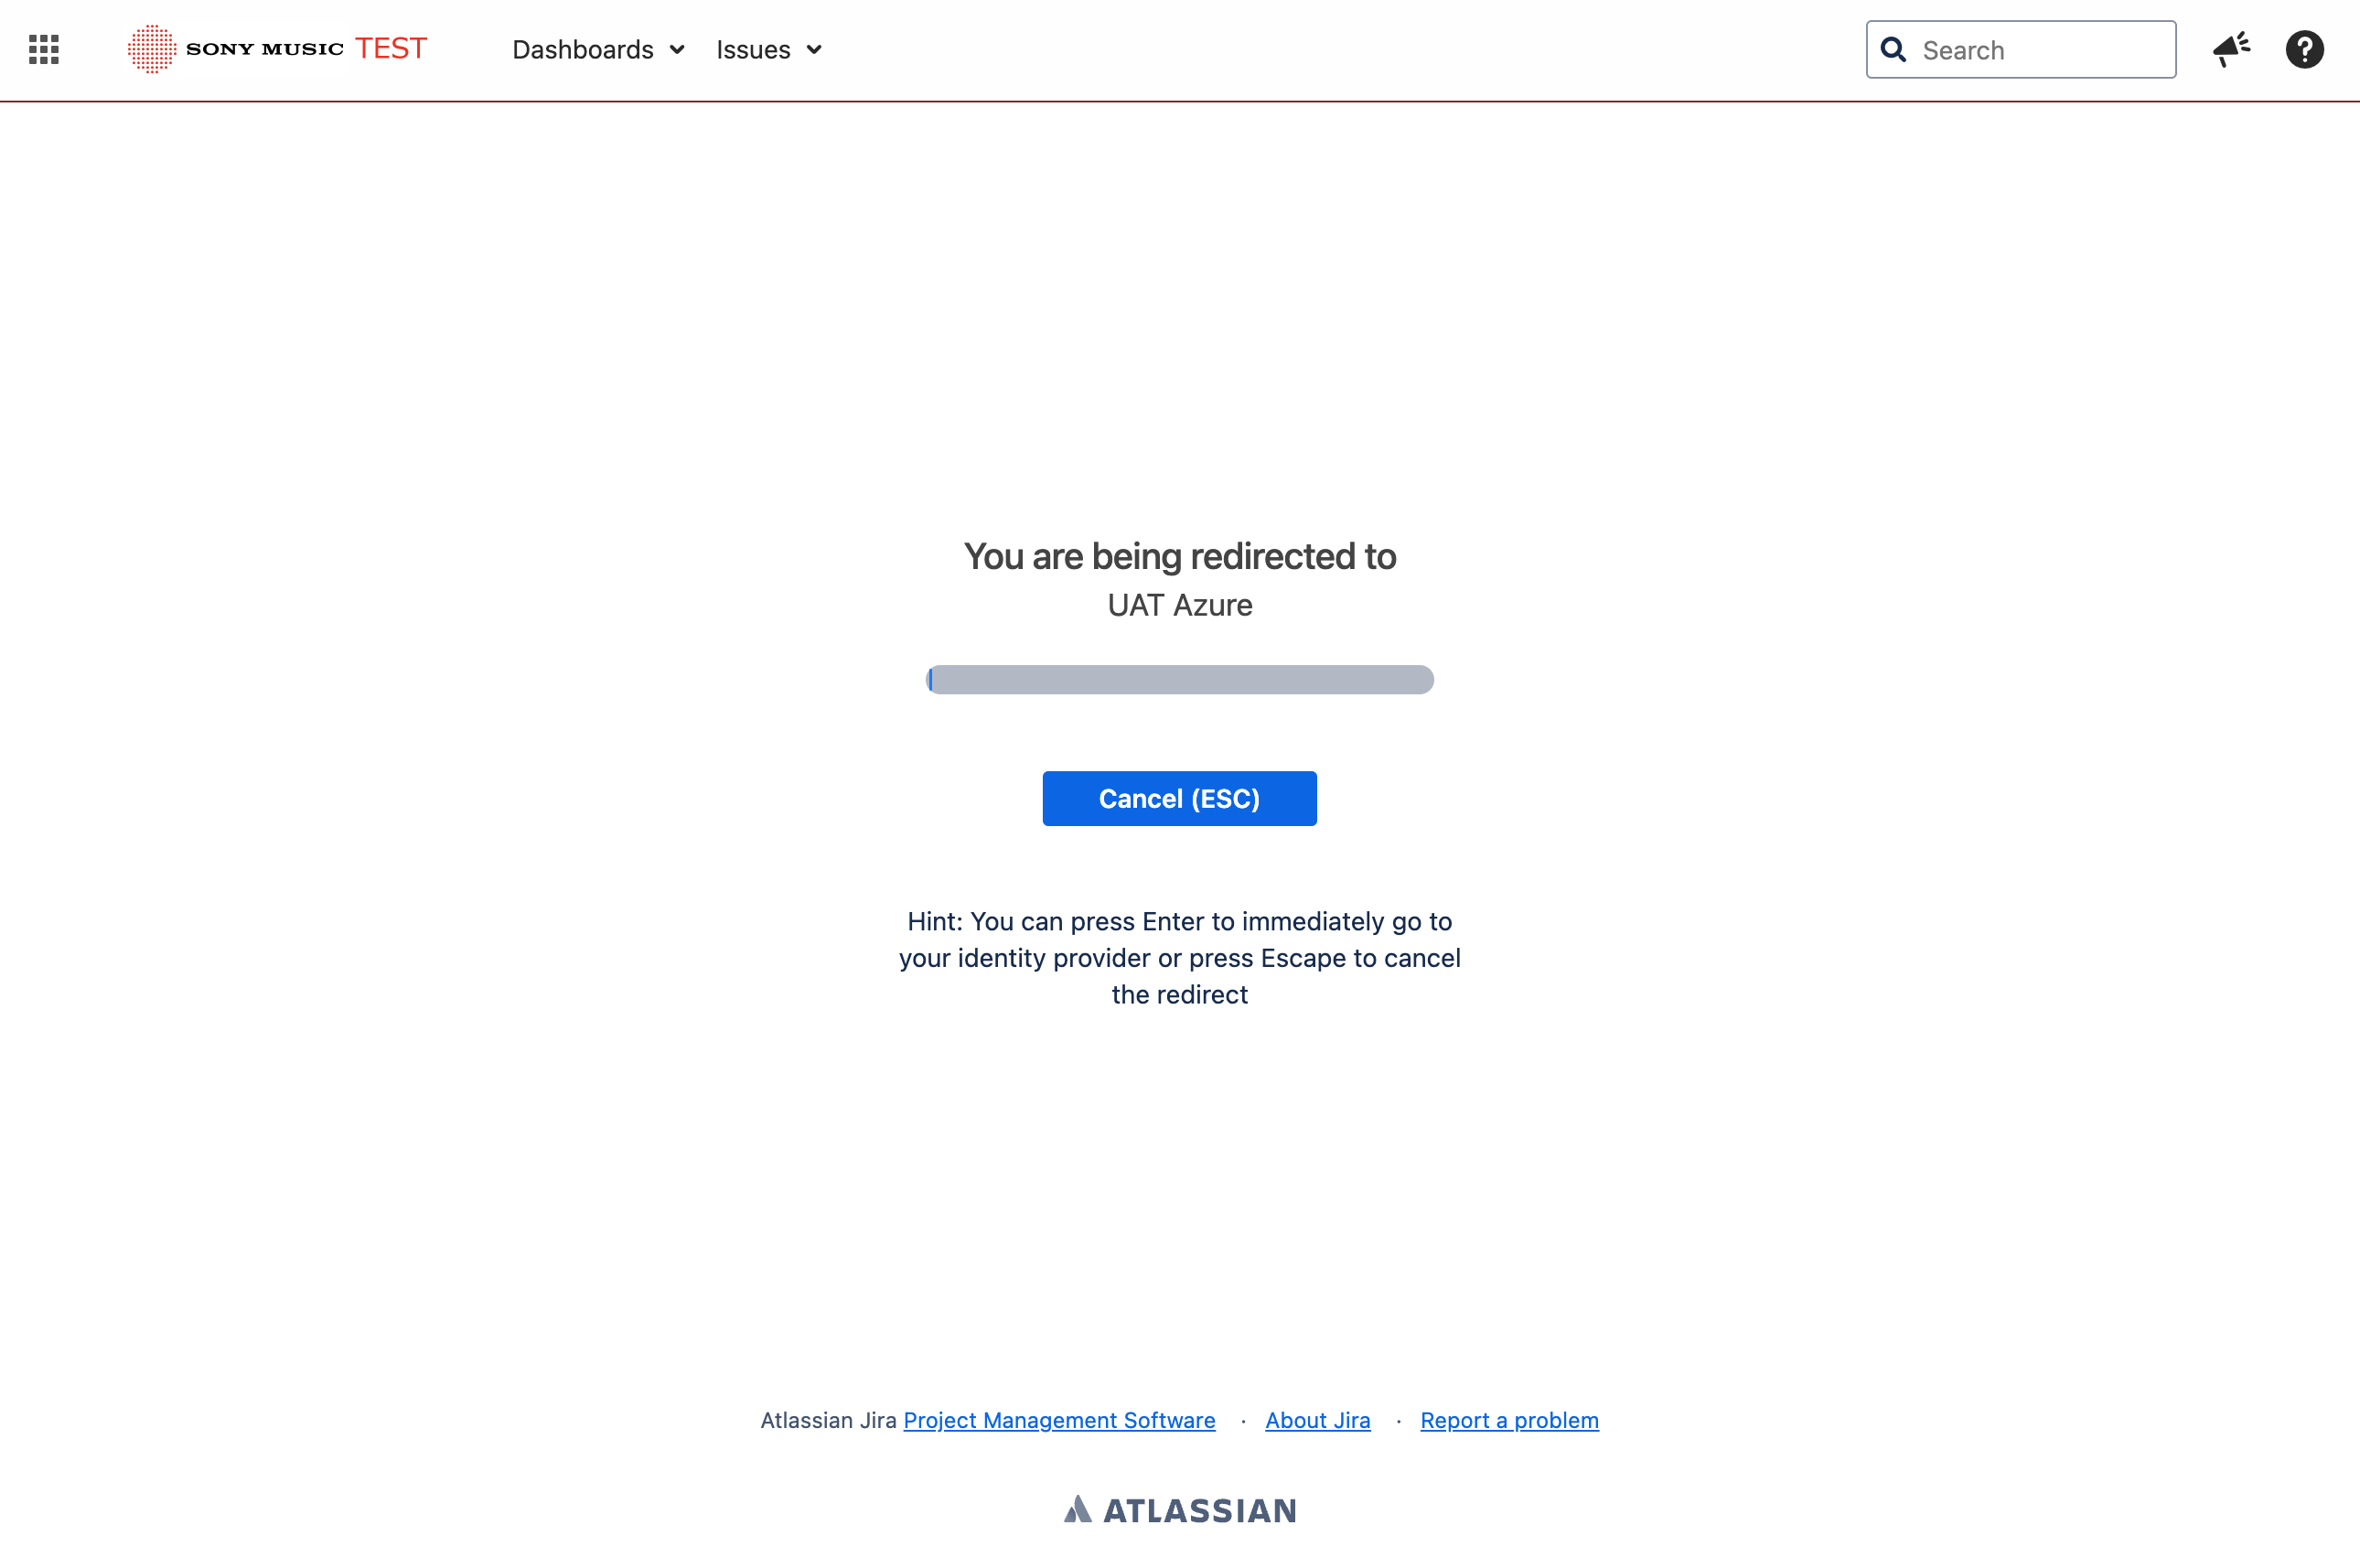 SONY MUSIC TEST Dashboards Issues Search
You are being redirected to
UAT Azure
Cancel (ESC)
Hint: You can press Enter to immediately go to
your identity provider or press Escape to cancel
the redirect
Atlassian Jira Project Management Software · About Jira · Report a problem
ATLASSIAN